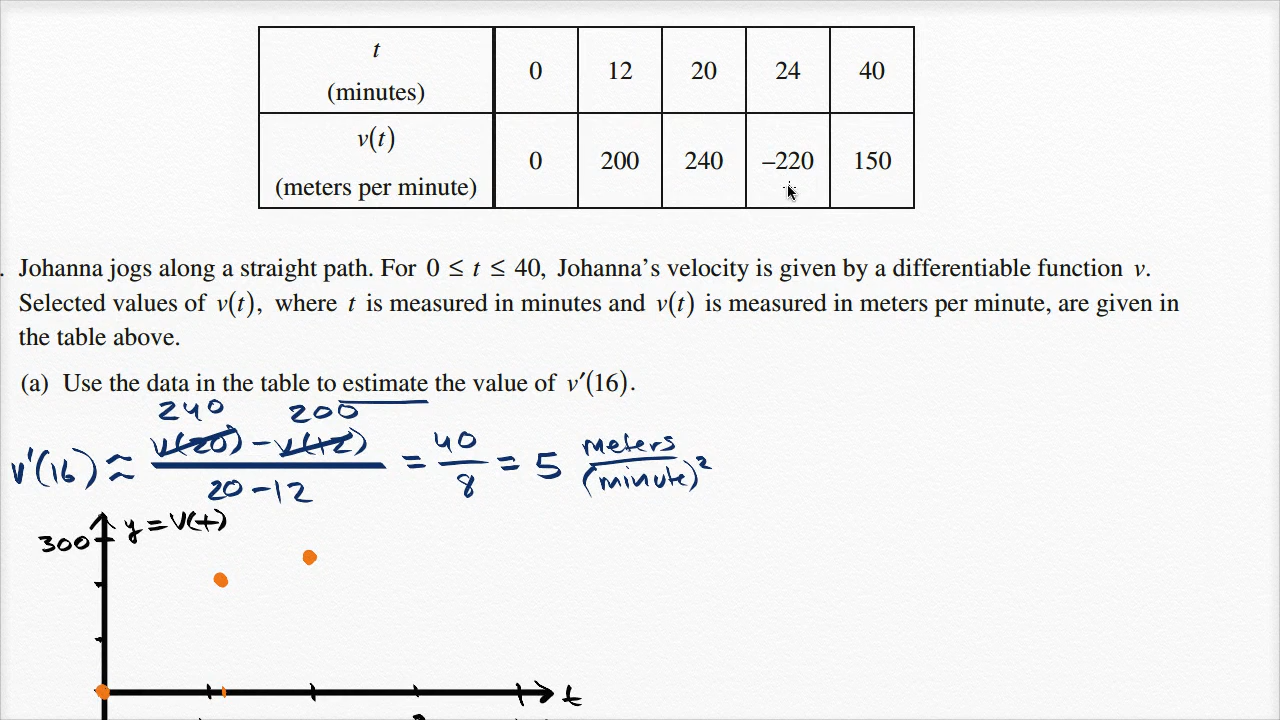 t (minutes) 0 12 20 24 40
v(t) (meters per minute) 0 200 240 –220 150
. Johanna jogs along a straight path. For 0 ≤ t ≤ 40, Johanna’s velocity is given by a differentiable function v.
Selected values of v(t), where t is measured in minutes and v(t) is measured in meters per minute, are given in
the table above.
(a) Use the data in the table to estimate the value of v′(16).
240 200
v'(16) ≈ v(20) - v(12) / 20-12 = 40/8 = 5 meters/(minute)²
y = v(t)
300
t